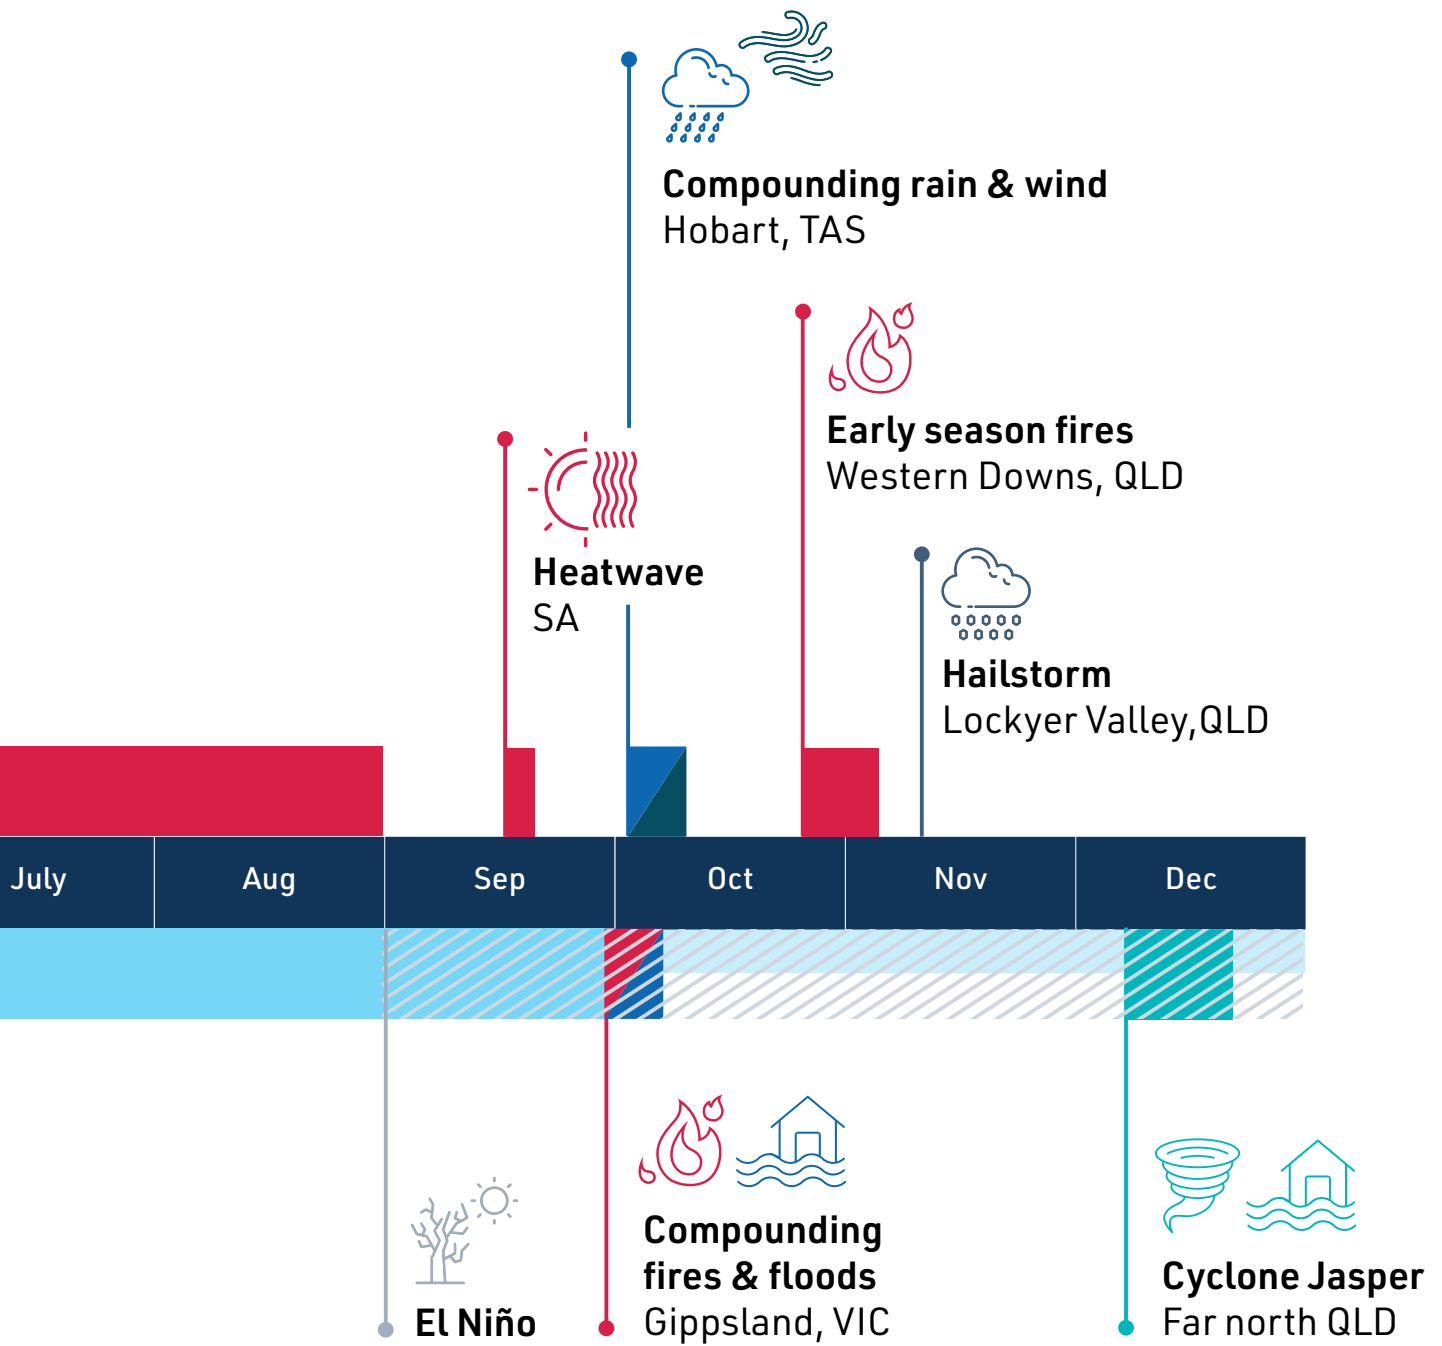 Compounding rain & wind
Hobart, TAS
Early season fires
Western Downs, QLD
Heatwave
SA
Hailstorm
Lockyer Valley,QLD
July
Aug
Sep
Oct
Nov
Dec
El Niño
Compounding
fires & floods
Gippsland, VIC
Cyclone Jasper
Far north QLD